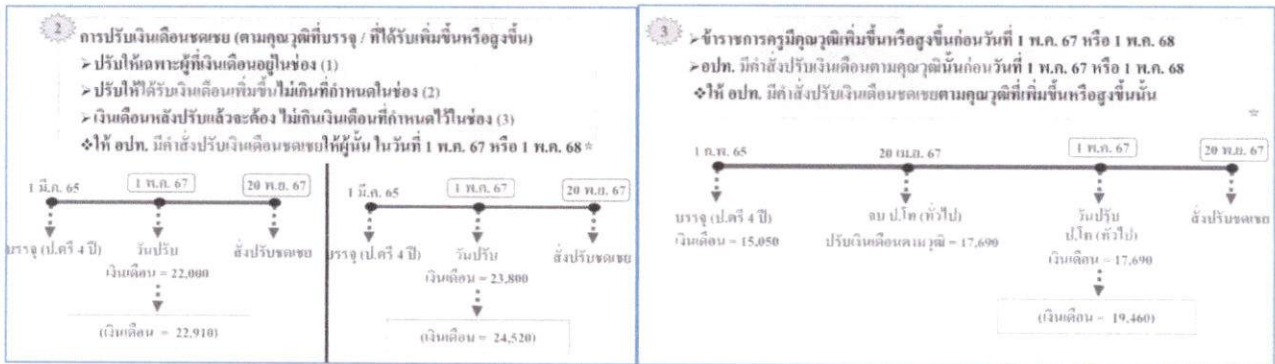 2
การปรับเงินเดือนชดเชย (ตามคุณวุฒิที่บรรจุ / ที่ได้รับเพิ่มขึ้นหรือสูงขึ้น)
➢ ปรับให้เฉพาะผู้ที่เงินเดือนอยู่ในช่อง (1)
➢ ปรับให้ได้รับเงินเดือนเพิ่มขึ้นไม่เกินที่กำหนดในช่อง (2)
➢ เงินเดือนหลังปรับแล้วจะต้อง ไม่เกินเงินเดือนที่กำหนดไว้ในช่อง (3)
❖ให้ อปท. มีคำสั่งปรับเงินเดือนชดเชยให้ผู้นั้น ในวันที่ 1 พ.ค. 67 หรือ 1 พ.ค. 68 *
1 มี.ค. 65 1 พ.ค. 67 20 พ.ย. 67
บรรจุ (ป.ตรี 4 ปี) วันปรับ สั่งปรับชดเชย
เงินเดือน = 22,000
(เงินเดือน = 22,910)
1 มี.ค. 65 1 พ.ค. 67 20 พ.ย. 67
บรรจุ (ป.ตรี 4 ปี) วันปรับ สั่งปรับชดเชย
เงินเดือน = 23,800
(เงินเดือน = 24,520)
3
➢ข้าราชการครูมีคุณวุฒิเพิ่มขึ้นหรือสูงขึ้นก่อนวันที่ 1 พ.ค. 67 หรือ 1 พ.ค. 68
➢อปท. มีคำสั่งปรับเงินเดือนตามคุณวุฒินั้นก่อนวันที่ 1 พ.ค. 67 หรือ 1 พ.ค. 68
❖ให้ อปท. มีคำสั่งปรับเงินเดือนชดเชยตามคุณวุฒิที่เพิ่มขึ้นหรือสูงขึ้นนั้น
1 ก.พ. 65 20 เม.ย. 67 1 พ.ค. 67 20 พ.ย. 67
บรรจุ (ป.ตรี 4 ปี) จบ ป.โท (ทั่วไป) วันปรับ สั่งปรับชดเชย
เงินเดือน = 15,050 ปรับเงินเดือนตามวุฒิ = 17,690 ป.โท (ทั่วไป)
เงินเดือน = 17,690
(เงินเดือน = 19,460)